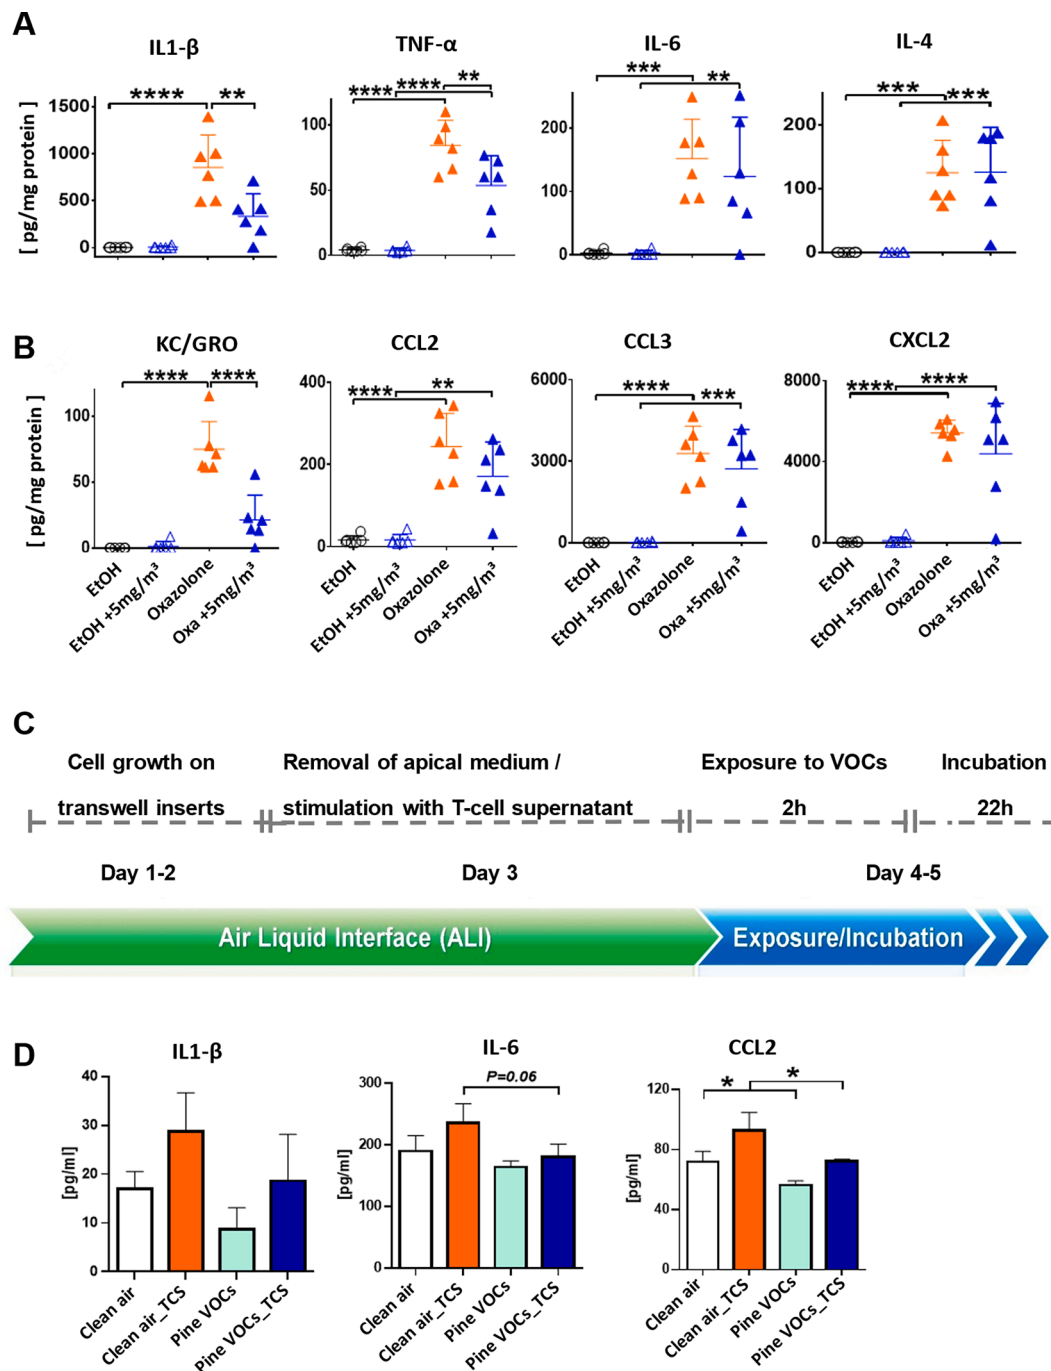 A
IL1-β
TNF-α
IL-6
IL-4
[ pg/mg protein ]
**** **
**** **** **
*** **
*** ***
1500
1000
500
0
100
50
0
200
100
0
200
100
0
B
KC/GRO
CCL2
CCL3
CXCL2
[ pg/mg protein ]
**** ****
**** **
**** ***
**** ****
100
50
0
400
200
0
6000
3000
0
8000
4000
0
EtOH
EtOH +5mg/m³
Oxazolone
Oxa +5mg/m³
EtOH
EtOH +5mg/m³
Oxazolone
Oxa +5mg/m³
EtOH
EtOH +5mg/m³
Oxazolone
Oxa +5mg/m³
EtOH
EtOH +5mg/m³
Oxazolone
Oxa +5mg/m³
C
Cell growth on
transwell inserts
Removal of apical medium /
stimulation with T-cell supernatant
Exposure to VOCs
2h
Incubation
22h
Day 1-2
Day 3
Day 4-5
Air Liquid Interface (ALI)
Exposure/Incubation
D
IL1-β
IL-6
CCL2
[pg/ml]
40
30
20
10
0
Clean air
Clean air_TCS
Pine VOCs
Pine VOCs_TCS
P=0.06
[pg/ml]
300
200
100
0
Clean air
Clean air_TCS
Pine VOCs
Pine VOCs_TCS
* *
[pg/ml]
120
80
40
0
Clean air
Clean air_TCS
Pine VOCs
Pine VOCs_TCS